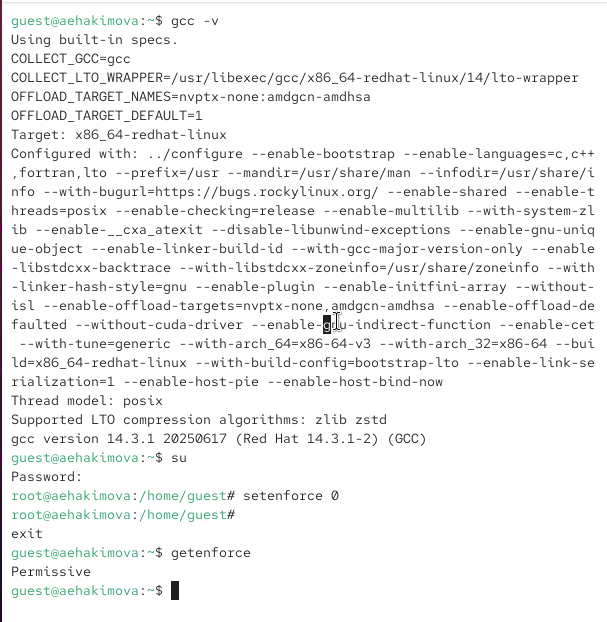 guest@aehakimova:~$ gcc -v
Using built-in specs.
COLLECT_GCC=gcc
COLLECT_LTO_WRAPPER=/usr/libexec/gcc/x86_64-redhat-linux/14/lto-wrapper
OFFLOAD_TARGET_NAMES=nvptx-none:amdgcn-amdhsa
OFFLOAD_TARGET_DEFAULT=1
Target: x86_64-redhat-linux
Configured with: ../configure --enable-bootstrap --enable-languages=c,c++
,fortran,lto --prefix=/usr --mandir=/usr/share/man --infodir=/usr/share/i
nfo --with-bugurl=https://bugs.rockylinux.org/ --enable-shared --enable-t
hreads=posix --enable-checking=release --enable-multilib --with-system-zl
ib --enable-__cxa_atexit --disable-libunwind-exceptions --enable-gnu-uniq
ue-object --enable-linker-build-id --with-gcc-major-version-only --enable
-libstdcxx-backtrace --with-libstdcxx-zoneinfo=/usr/share/zoneinfo --with
-linker-hash-style=gnu --enable-plugin --enable-initfini-array --without-
isl --enable-offload-targets=nvptx-none,amdgcn-amdhsa --enable-offload-de
faulted --without-cuda-driver --enable-gnu-indirect-function --enable-cet
--with-tune=generic --with-arch_64=x86-64-v3 --with-arch_32=x86-64 --bui
ld=x86_64-redhat-linux --with-build-config=bootstrap-lto --enable-link-se
rialization=1 --enable-host-pie --enable-host-bind-now
Thread model: posix
Supported LTO compression algorithms: zlib zstd
gcc version 14.3.1 20250617 (Red Hat 14.3.1-2) (GCC)
guest@aehakimova:~$ su
Password:
root@aehakimova:/home/guest# setenforce 0
root@aehakimova:/home/guest#
exit
guest@aehakimova:~$ getenforce
Permissive
guest@aehakimova:~$